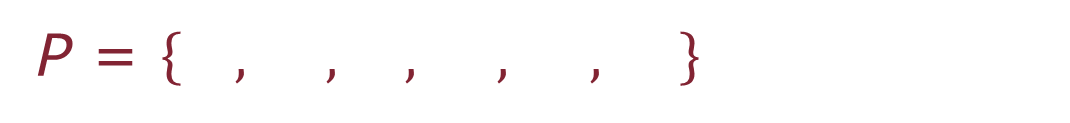 P = { , , , , , }